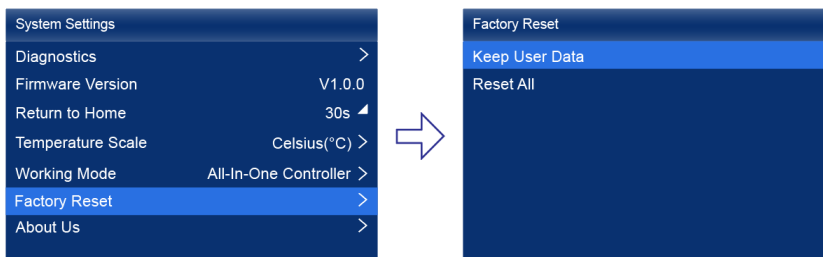 System Settings
Diagnostics >
Firmware Version V1.0.0
Return to Home 30s
Temperature Scale Celsius(°C) >
Working Mode All-In-One Controller >
Factory Reset >
About Us >
Factory Reset
Keep User Data
Reset All